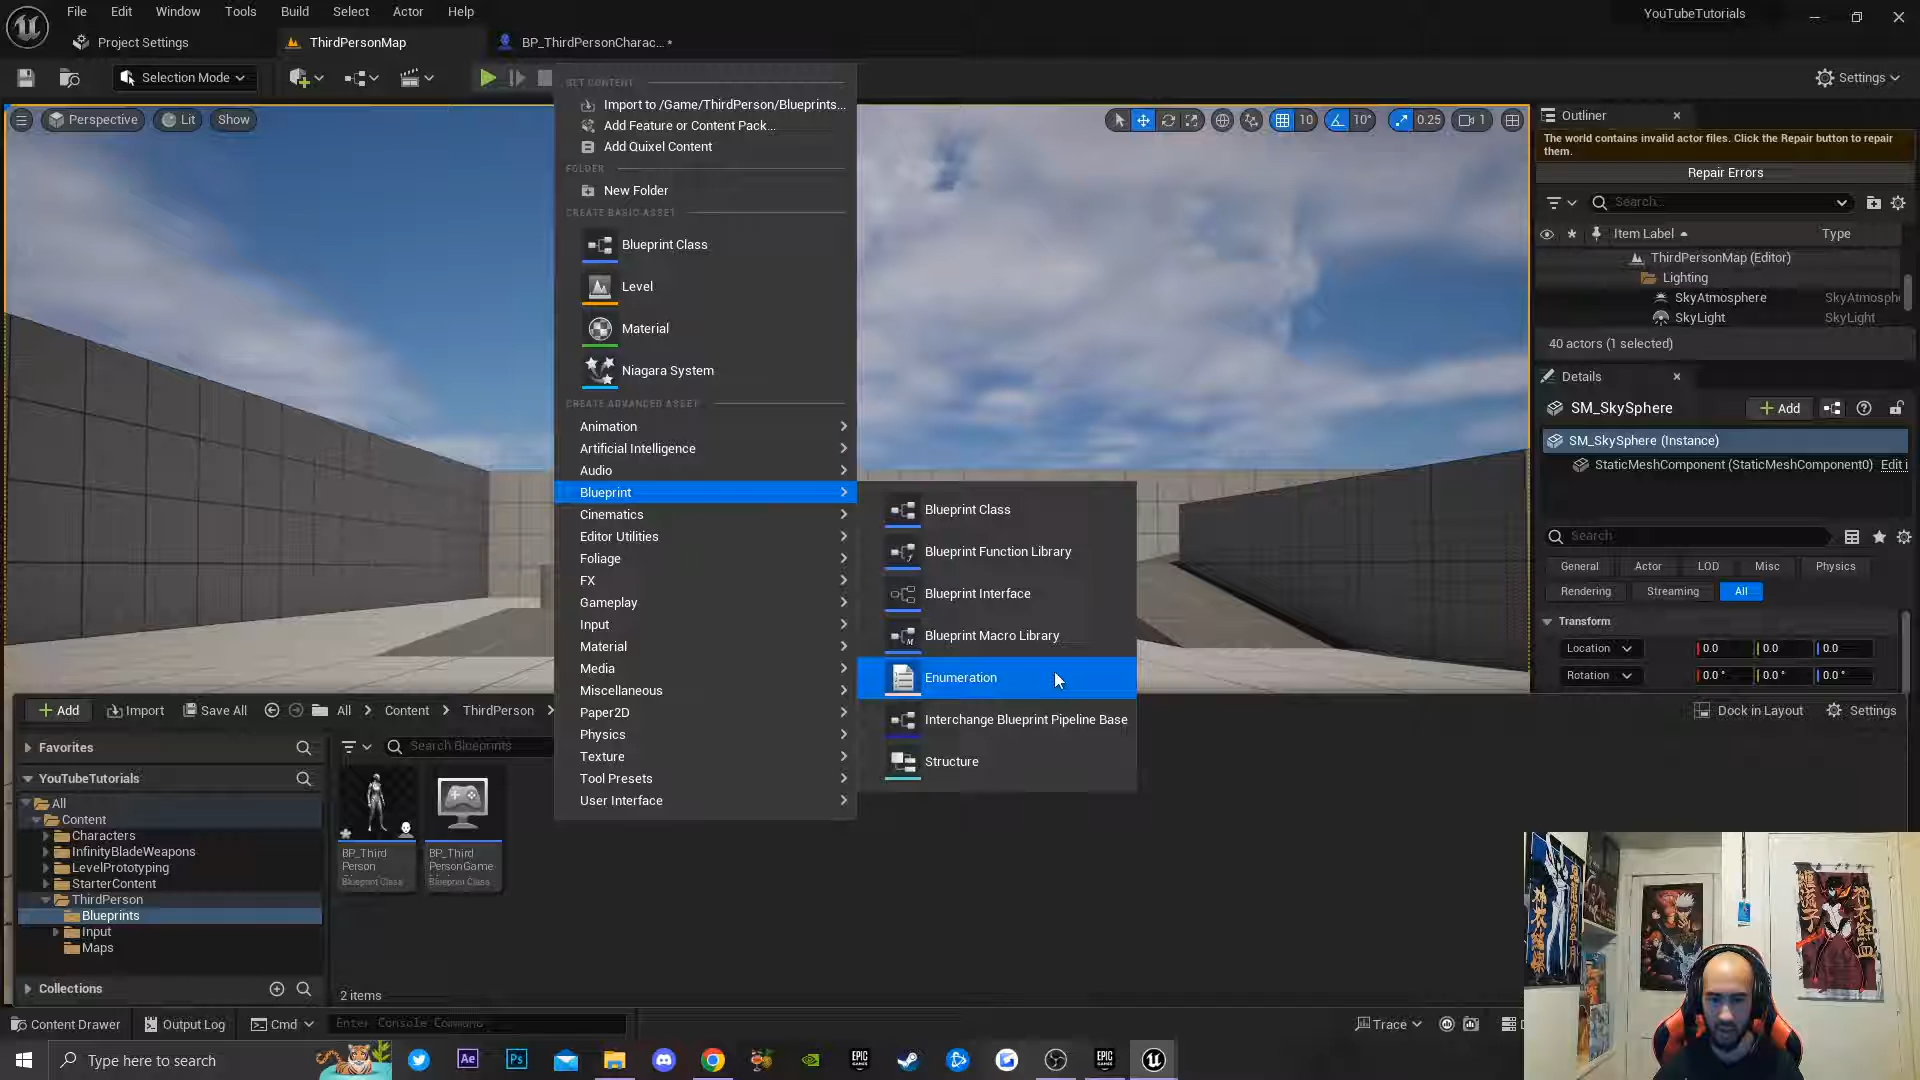 File Edit Window Tools Build Select Actor Help
YouTubeTutorials
Project Settings
ThirdPersonMap
BP_ThirdPersonCharac... *
Selection Mode
Settings
Perspective
Lit
Show
10
10°
0.25
1
GET CONTENT
Import to /Game/ThirdPerson/Blueprints...
Add Feature or Content Pack...
Add Quixel Content
FOLDER
New Folder
CREATE BASIC ASSET
Blueprint Class
Level
Material
Niagara System
CREATE ADVANCED ASSET
Animation
Artificial Intelligence
Audio
Blueprint
Cinematics
Editor Utilities
Foliage
FX
Gameplay
Input
Material
Media
Miscellaneous
Paper2D
Physics
Texture
Tool Presets
User Interface
Blueprint Class
Blueprint Function Library
Blueprint Interface
Blueprint Macro Library
Enumeration
Interchange Blueprint Pipeline Base
Structure
Outliner
The world contains invalid actor files. Click the Repair button to repair
them.
Repair Errors
Search...
Item Label
Type
ThirdPersonMap (Editor)
Lighting
SkyAtmosphere
SkyAtmosph
SkyLight
SkyLight
40 actors (1 selected)
Details
SM_SkySphere
Add
SM_SkySphere (Instance)
StaticMeshComponent (StaticMeshComponent0)
Edit i
Search
General
Actor
LOD
Misc
Physics
Rendering
Streaming
All
Transform
Location
0.0
0.0
0.0
Rotation
0.0 °
0.0 °
0.0 °
Add
Import
Save All
All
Content
ThirdPerson
Dock in Layout
Settings
Favorites
Search Blueprints
YouTubeTutorials
All
Content
Characters
InfinityBladeWeapons
LevelPrototyping
StarterContent
ThirdPerson
Blueprints
Input
Maps
BP_Third
Person
Blueprint Class
BP_Third
PersonGame
Blueprint Class
Collections
2 items
Content Drawer
Output Log
Cmd
Enter Console Command
Trace
Type here to search
Ae
Ps
EPIC
GAMES
EPIC
GAMES